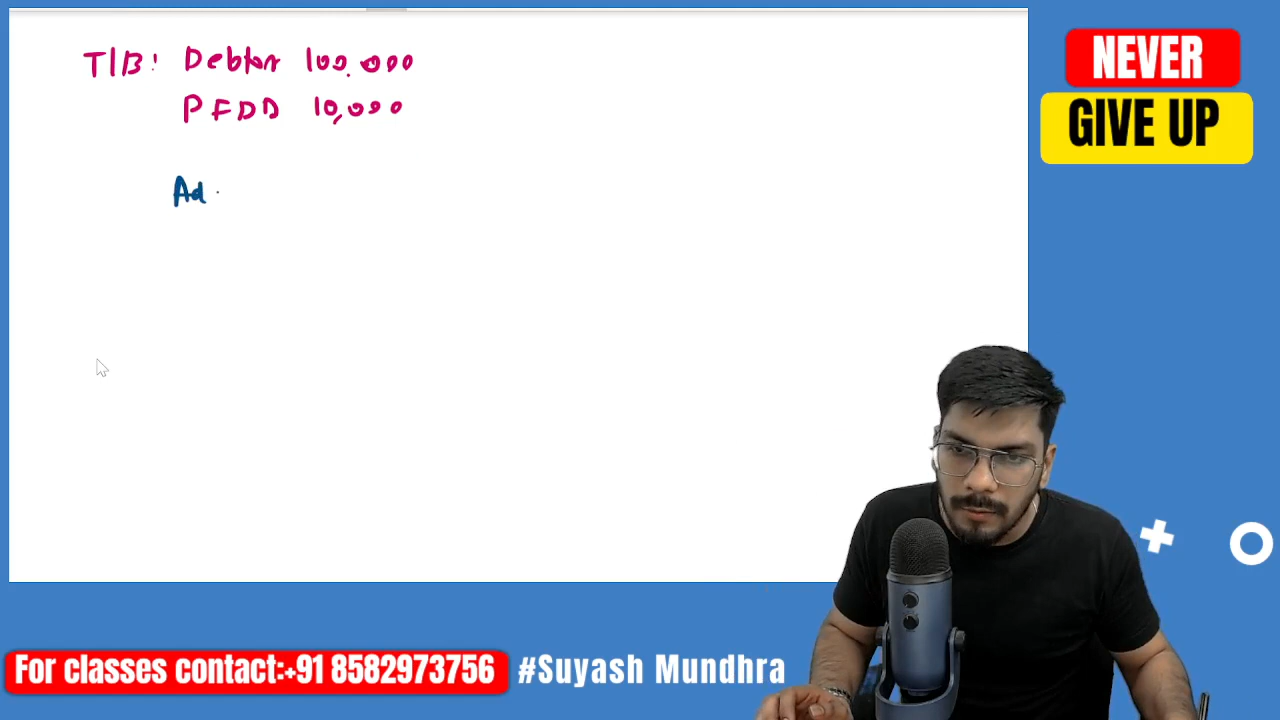 T/B: Debtor 100,000
PFDD 10,000
Ad
NEVER
GIVE UP
For classes contact:+91 8582973756 #Suyash Mundhra